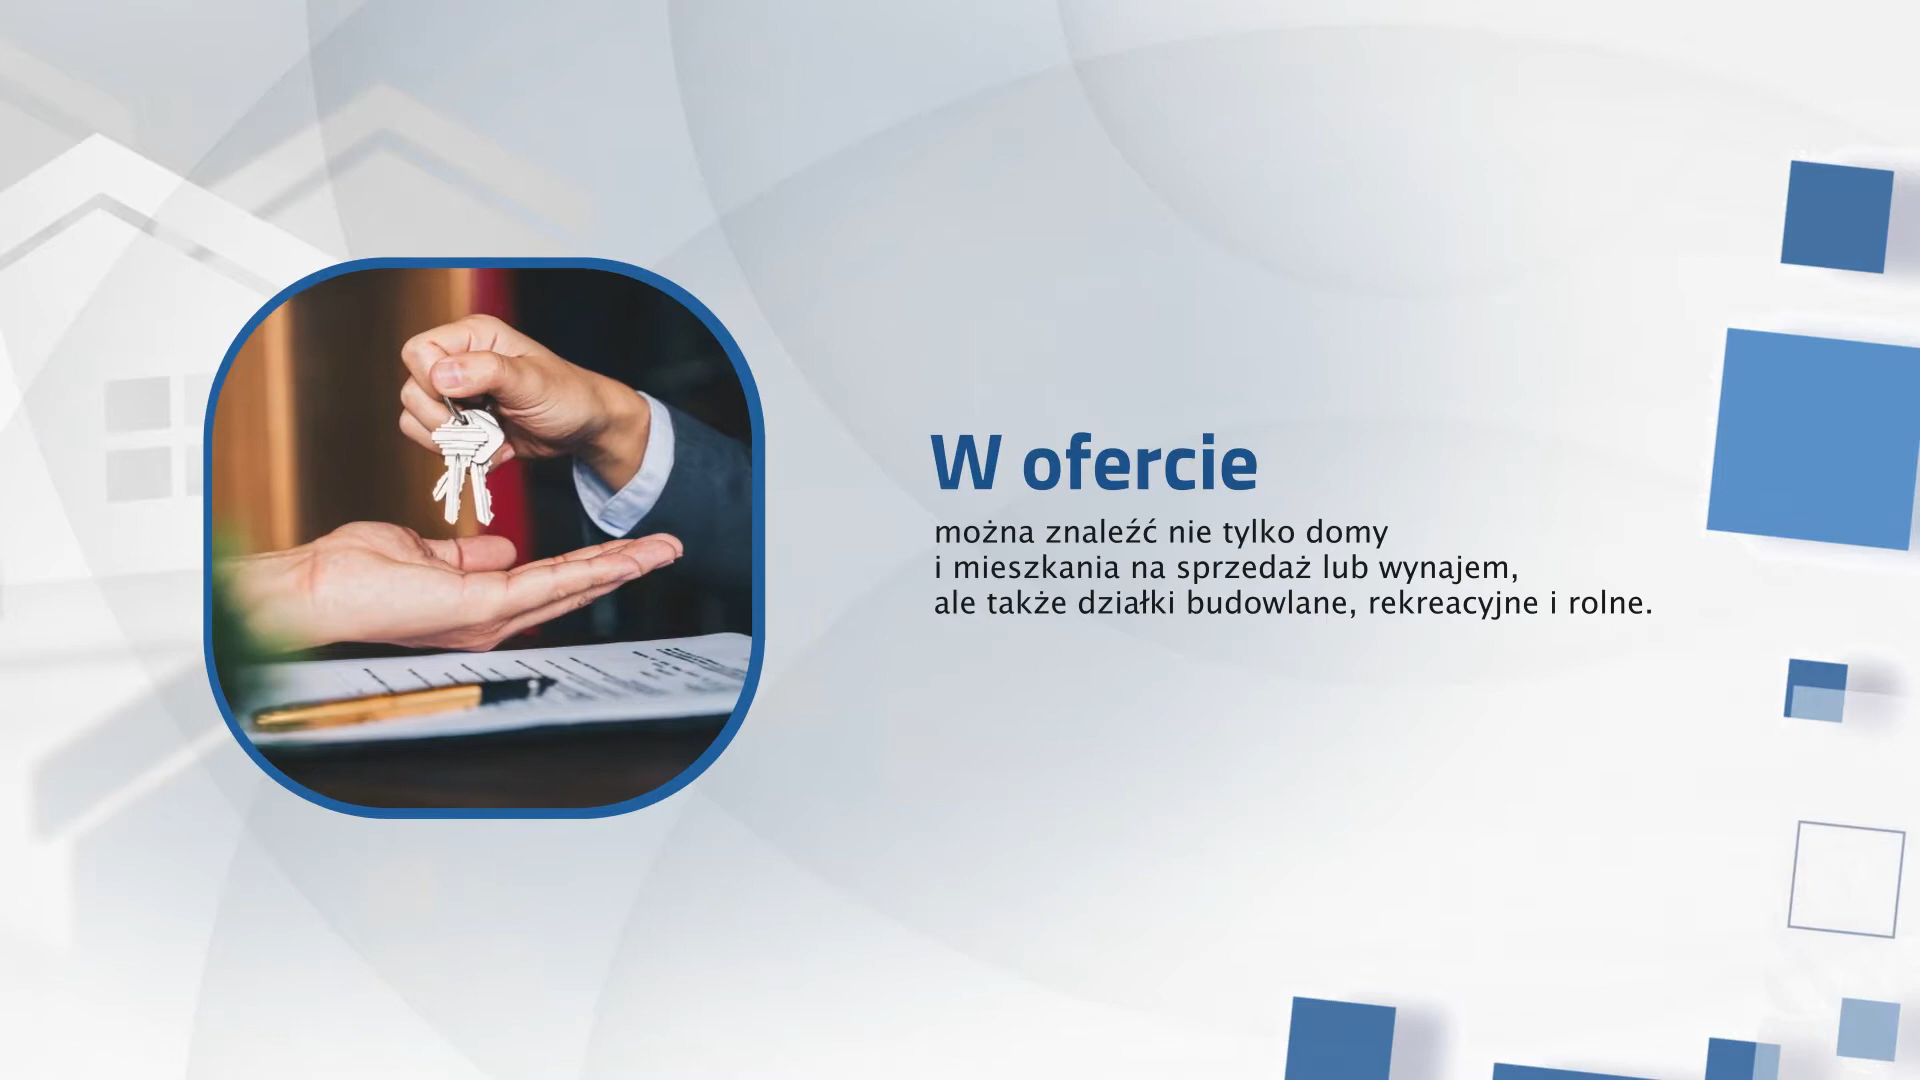 W ofercie
można znaleźć nie tylko domy
i mieszkania na sprzedaż lub wynajem,
ale także działki budowlane, rekreacyjne i rolne.